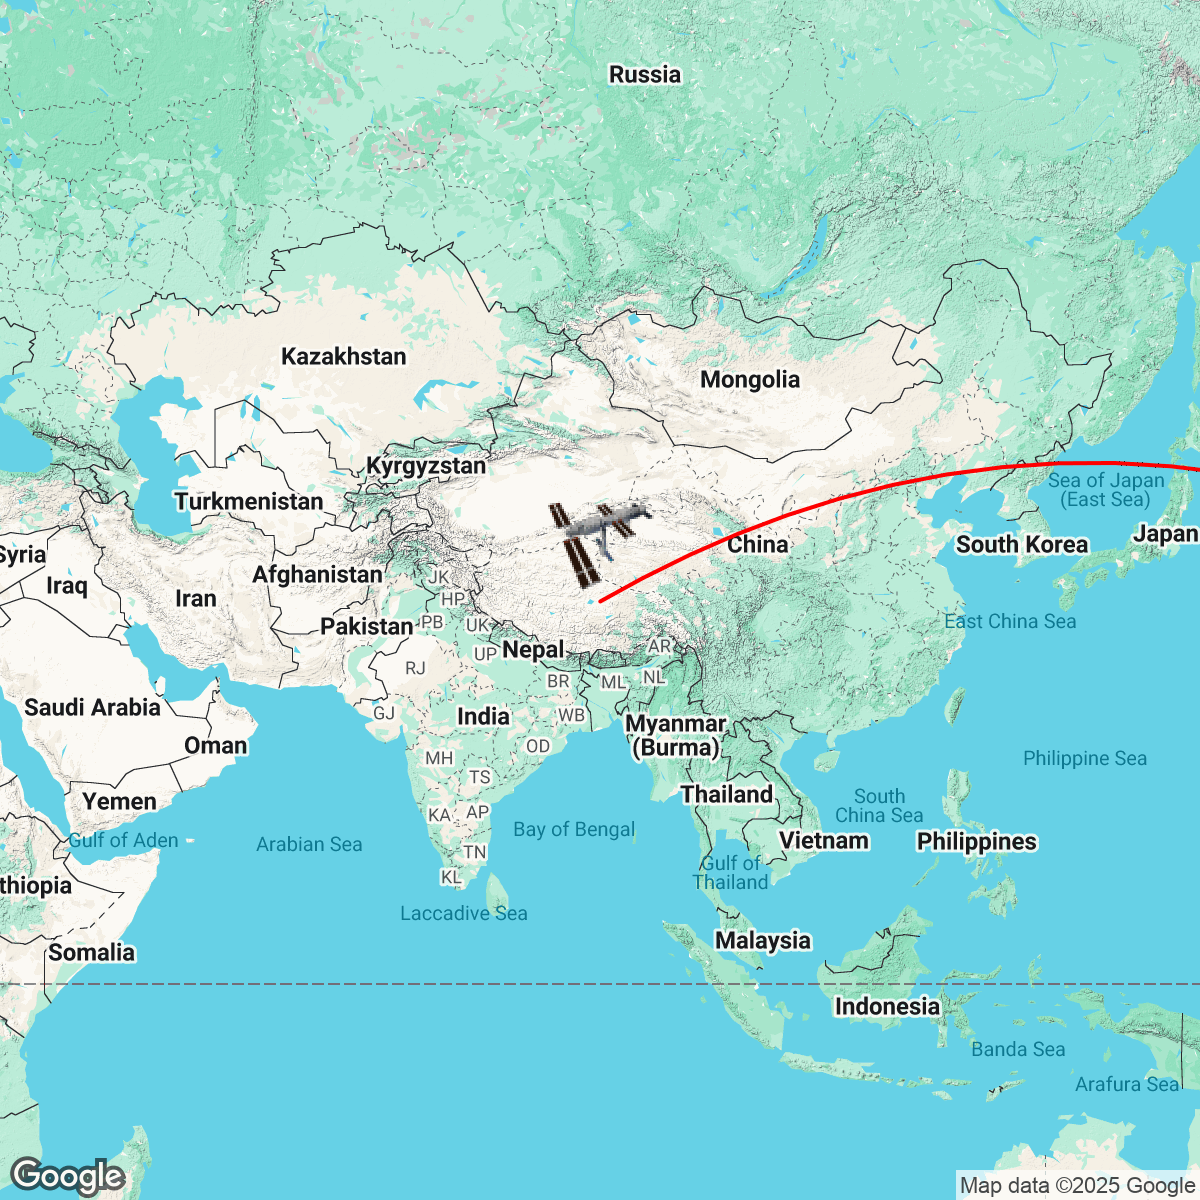 Russia
Kazakhstan
Mongolia
Kyrgyzstan
Turkmenistan
Sea of Japan
(East Sea)
Japan
China
South Korea
Syria
Iraq
Iran
Afghanistan
JK
HP
PB
UK
Pakistan
UP
Nepal
AR
East China Sea
RJ
BR
ML
NL
Saudi Arabia
GJ
India
WB
Myanmar
(Burma)
Oman
OD
MH
TS
Philippine Sea
Yemen
Thailand
South
China Sea
KA
AP
Gulf of Aden
Arabian Sea
Bay of Bengal
Vietnam
Philippines
TN
Gulf of
Thailand
KL
thiopia
Laccadive Sea
Malaysia
Somalia
Indonesia
Banda Sea
Arafura Sea
Google
Map data ©2025 Google